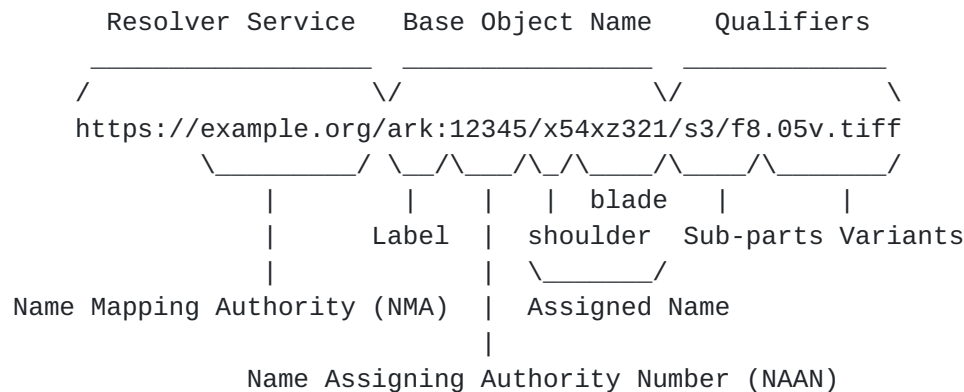 Resolver Service Base Object Name Qualifiers
https://example.org/ark:12345/x54xz321/s3/f8.05v.tiff
blade
Label shoulder Sub-parts Variants
Name Mapping Authority (NMA) Assigned Name
Name Assigning Authority Number (NAAN)